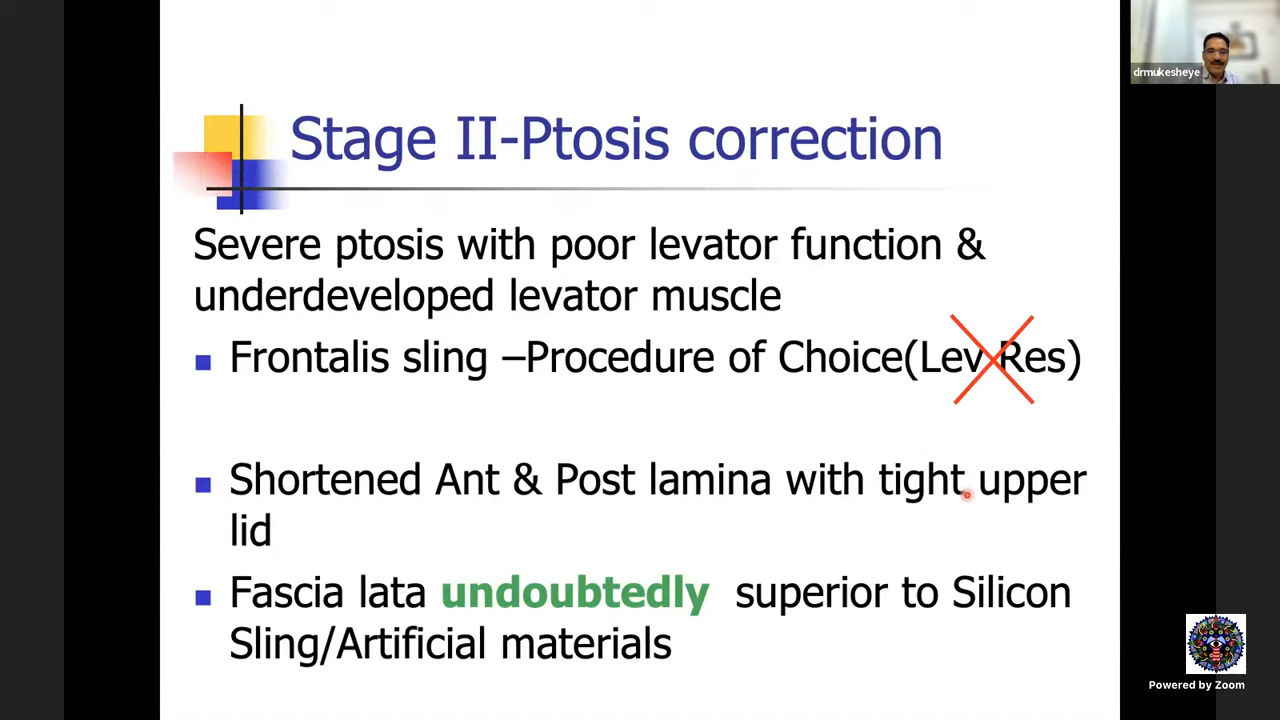 drmukesheye
Stage II-Ptosis correction
Severe ptosis with poor levator function &
underdeveloped levator muscle
Frontalis sling –Procedure of Choice(Lev Res)
Shortened Ant & Post lamina with tight upper
lid
Fascia lata undoubtedly superior to Silicon
Sling/Artificial materials
Powered by Zoom